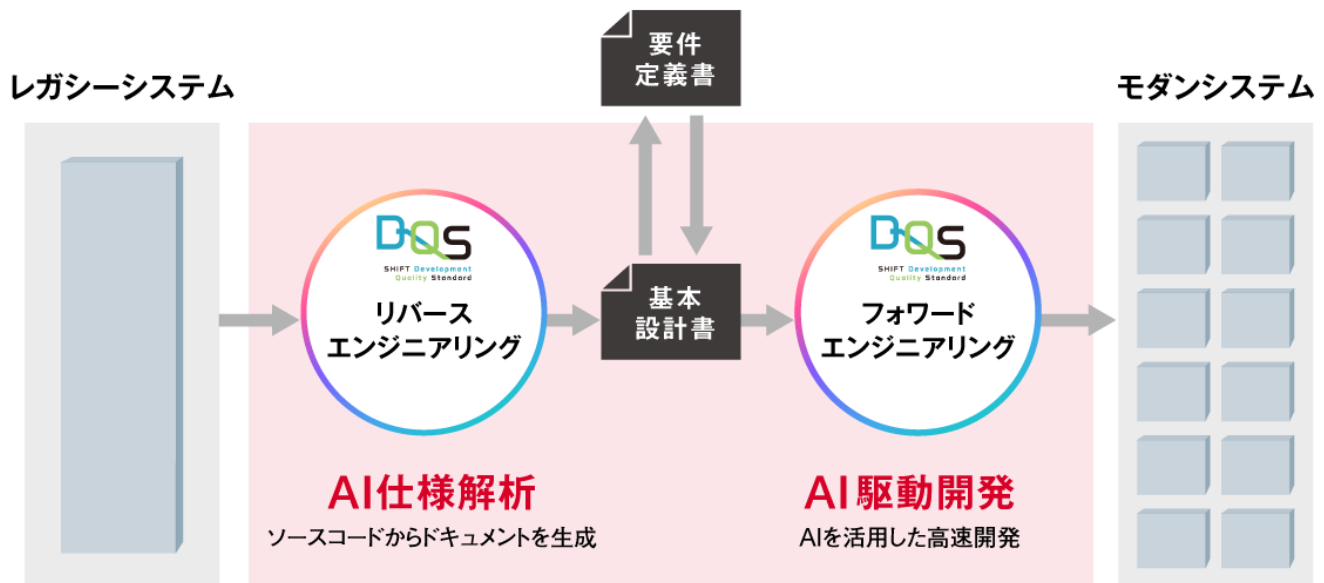 レガシーシステム
要件
定義書
モダンシステム
DQS
SHIFT Development
Quality Standard
リバース
エンジニアリング
基本
設計書
DQS
SHIFT Development
Quality Standard
フォワード
エンジニアリング
AI仕様解析
ソースコードからドキュメントを生成
AI駆動開発
AIを活用した高速開発